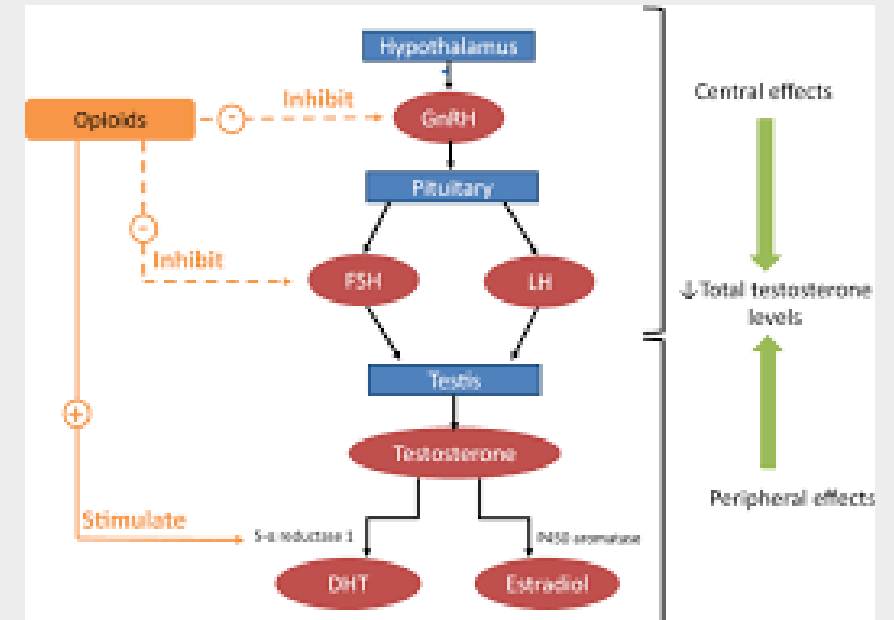 Hypothalamus
Central effects
Inhibit
Opioids
-
GnRH
Pituitary
-
Inhibit
FSH
LH
↓Total testosterone
levels
Testis
+
Testosterone
Peripheral effects
Stimulate
5-α reductase 1
P450 aromatase
DHT
Estradiol